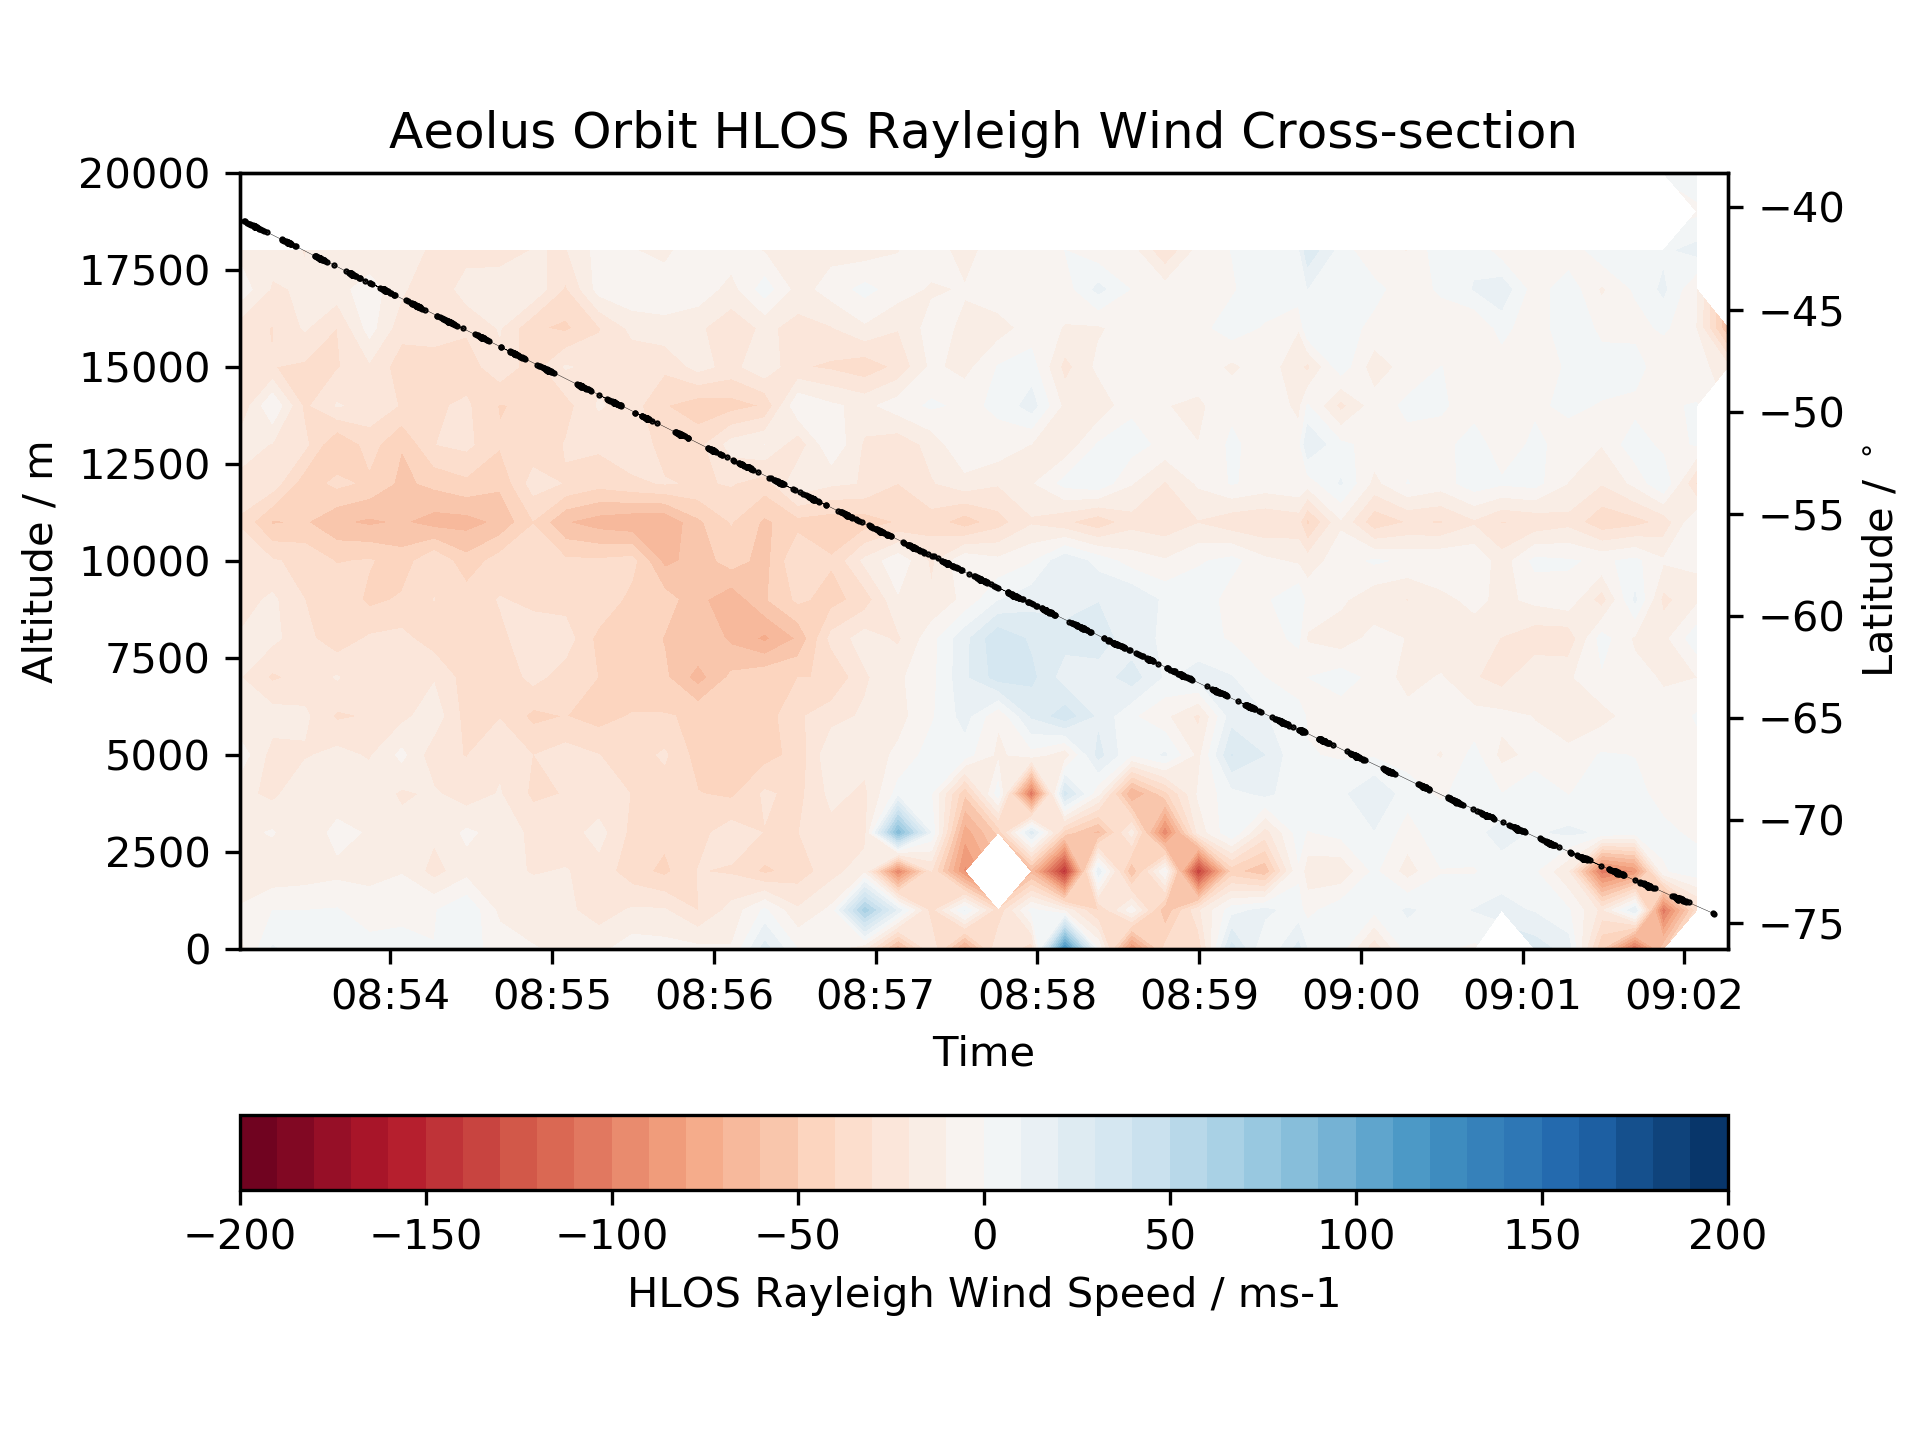 Aeolus Orbit HLOS Rayleigh Wind Cross-section
20000
17500
15000
12500
10000
7500
5000
2500
0
Altitude / m
−40
−45
−50
−55
−60
−65
−70
−75
Latitude / °
08:54 08:55 08:56 08:57 08:58 08:59 09:00 09:01 09:02
Time
−200 −150 −100 −50 0 50 100 150 200
HLOS Rayleigh Wind Speed / ms-1